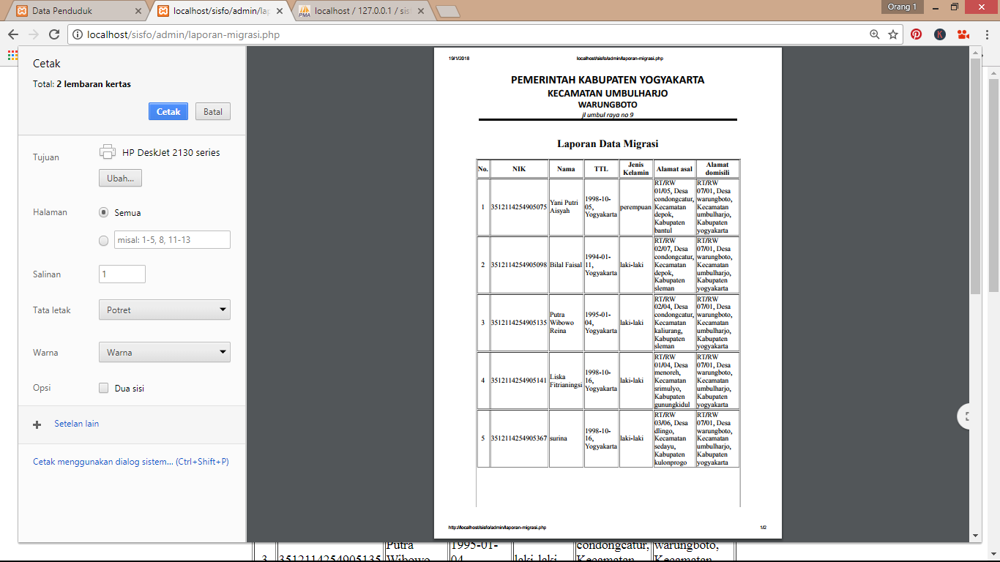 Data Penduduk
localhost/sisfo/admin/lap
localhost / 127.0.0.1 / sis
Orang 1
localhost/sisfo/admin/laporan-migrasi.php
Cetak
Total: 2 lembaran kertas
Cetak
Batal
Tujuan
HP DeskJet 2130 series
Ubah...
Halaman
Semua
misal: 1-5, 8, 11-13
Salinan
1
Tata letak
Potret
Warna
Warna
Opsi
Dua sisi
Setelan lain
Cetak menggunakan dialog sistem... (Ctrl+Shift+P)
19/1/2018
localhost/sisfo/admin/laporan-migrasi.php
PEMERINTAH KABUPATEN YOGYAKARTA
KECAMATAN UMBULHARJO
WARUNGBOTO
jl umbul raya no 9
Laporan Data Migrasi
No. NIK Nama TTL Jenis Kelamin Alamat asal Alamat domisili
1 3512114254905075 Yani Putri Aisyah 1998-10-05, Yogyakarta perempuan RT/RW 01/05, Desa condongcatur, Kecamatan depok, Kabupaten bantul RT/RW 07/01, Desa warungboto, Kecamatan umbulharjo, Kabupaten yogyakarta
2 3512114254905098 Bilal Faisal 1994-01-11, Yogyakarta laki-laki RT/RW 02/07, Desa condongcatur, Kecamatan depok, Kabupaten sleman RT/RW 07/01, Desa warungboto, Kecamatan umbulharjo, Kabupaten yogyakarta
3 3512114254905135 Putra Wibowo Reina 1995-01-04, Yogyakarta laki-laki RT/RW 02/04, Desa condongcatur, Kecamatan kaliurang, Kabupaten sleman RT/RW 07/01, Desa warungboto, Kecamatan umbulharjo, Kabupaten yogyakarta
4 3512114254905141 Liska Fitrianingsi 1998-10-16, Yogyakarta laki-laki RT/RW 01/04, Desa menoreh, Kecamatan srimulyo, Kabupaten gunungkidul RT/RW 07/01, Desa warungboto, Kecamatan umbulharjo, Kabupaten yogyakarta
5 3512114254905367 surina 1998-10-16, Yogyakarta laki-laki RT/RW 03/06, Desa dlingo, Kecamatan sedayu, Kabupaten kulonprogo RT/RW 07/01, Desa warungboto, Kecamatan umbulharjo, Kabupaten yogyakarta
http://localhost/sisfo/admin/laporan-migrasi.php
1/2
Putra 1995-01- condongcatur, warungboto,
3 3512114254905135 Wibowo 04 laki-laki Kecamatan Kecamatan